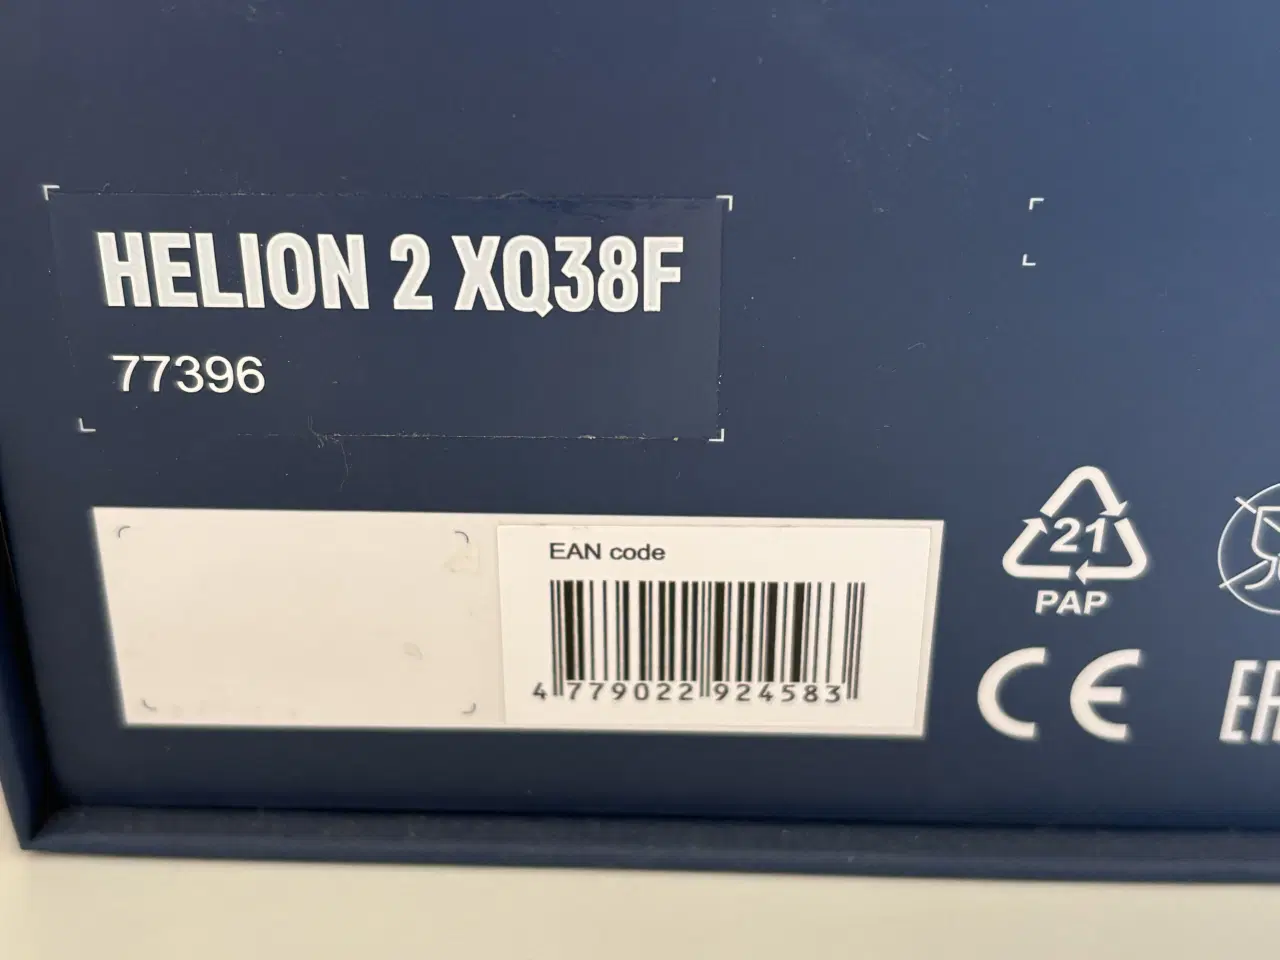 HELION 2 XQ38F
77396
EAN code
4 779022 924583
21
PAP
CE